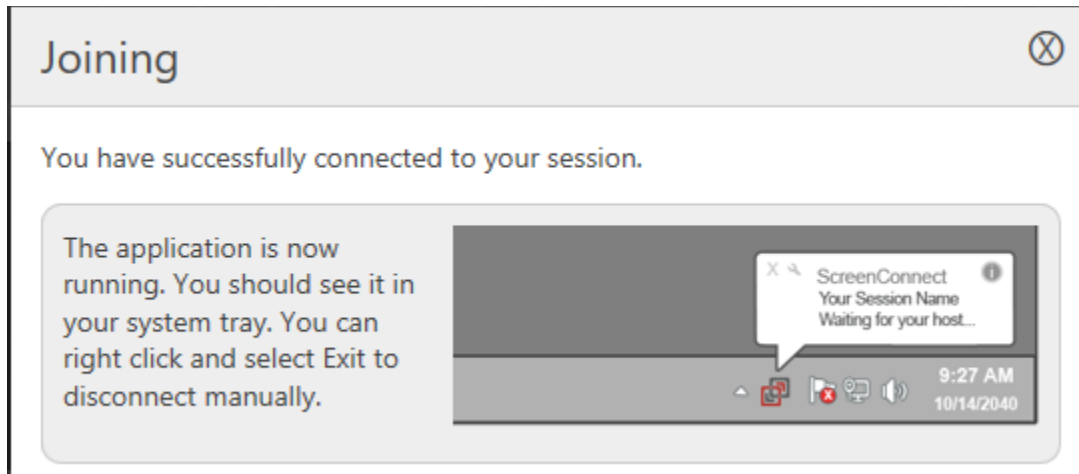 Joining
You have successfully connected to your session.
The application is now
running. You should see it in
your system tray. You can
right click and select Exit to
disconnect manually.
ScreenConnect
Your Session Name
Waiting for your host...
9:27 AM
10/14/2040